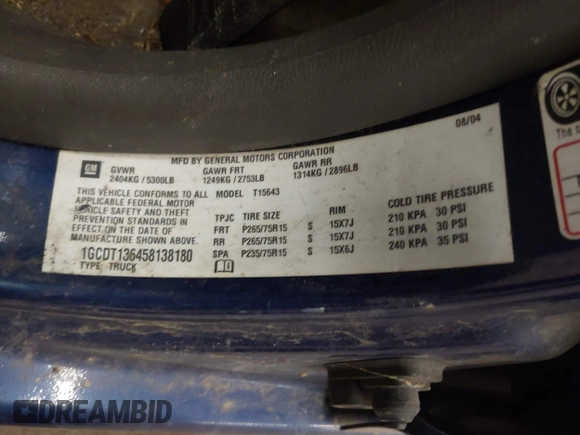 08/04
MFD BY GENERAL MOTORS CORPORATION
GM GVWR GAWR FRT GAWR RR
2404KG / 5300LB 1249KG / 2753LB 1314KG / 2896LB
THIS VEHICLE CONFORMS TO ALL MODEL T15643
APPLICABLE FEDERAL MOTOR
VEHICLE SAFETY AND THEFT
PREVENTION STANDARDS IN
EFFECT ON THE DATE OF
MANUFACTURE SHOWN ABOVE.
1GCDT136458138180
TYPE: TRUCK
TPJC TIRE SIZE RIM COLD TIRE PRESSURE
FRT P265/75R15 S 15X7J 210 KPA 30 PSI
RR P265/75R15 S 15X7J 210 KPA 30 PSI
SPA P235/75R15 S 15X6J 240 KPA 35 PSI
The
DREAMBID